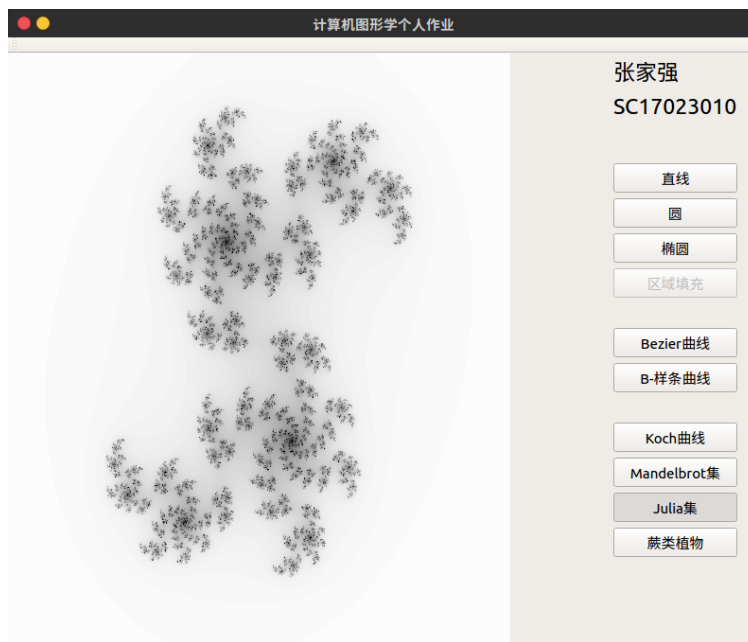 计算机图形学个人作业
张家强
SC17023010
直线
圆
椭圆
区域填充
Bezier曲线
B-样条曲线
Koch曲线
Mandelbrot集
Julia集
蕨类植物